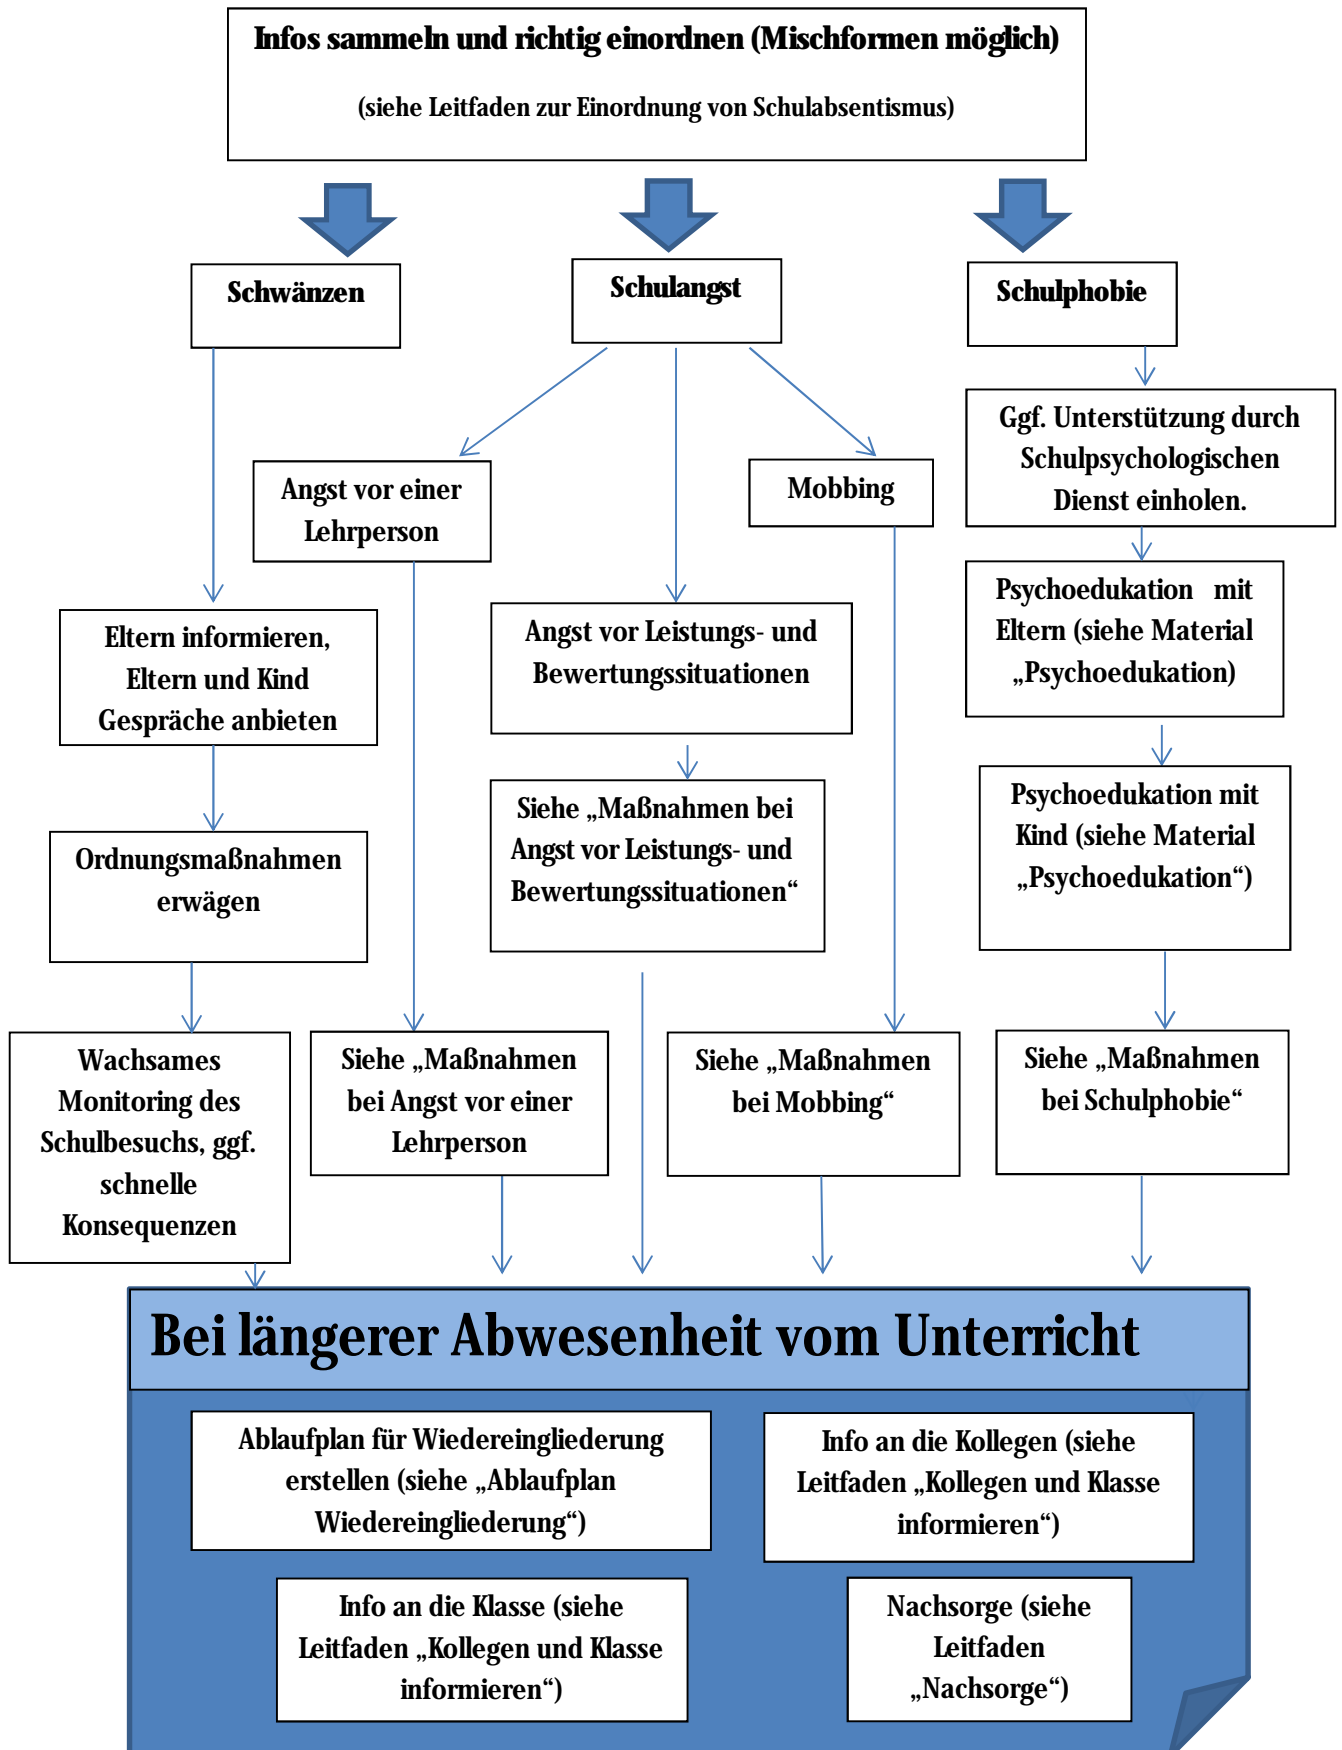 Infos sammeln und richtig einordnen (Mischformen möglich)
(siehe Leitfaden zur Einordnung von Schulabsentismus)
Schwänzen
Schulangst
Schulphobie
Ggf. Unterstützung durch
Schulpsychologischen
Dienst einholen.
Angst vor einer
Lehrperson
Mobbing
Psychoedukation mit
Eltern (siehe Material
„Psychoedukation)
Eltern informieren,
Eltern und Kind
Gespräche anbieten
Angst vor Leistungs- und
Bewertungssituationen
Psychoedukation mit
Kind (siehe Material
„Psychoedukation“)
Siehe „Maßnahmen bei
Angst vor Leistungs- und
Bewertungssituationen“
Ordnungsmaßnahmen
erwägen
Wachsames
Monitoring des
Schulbesuchs, ggf.
schnelle
Konsequenzen
Siehe „Maßnahmen
bei Angst vor einer
Lehrperson
Siehe „Maßnahmen
bei Mobbing“
Siehe „Maßnahmen
bei Schulphobie“
Bei längerer Abwesenheit vom Unterricht
Ablaufplan für Wiedereingliederung
erstellen (siehe „Ablaufplan
Wiedereingliederung“)
Info an die Kollegen (siehe
Leitfaden „Kollegen und Klasse
informieren“)
Info an die Klasse (siehe
Leitfaden „Kollegen und Klasse
informieren“)
Nachsorge (siehe
Leitfaden
„Nachsorge“)